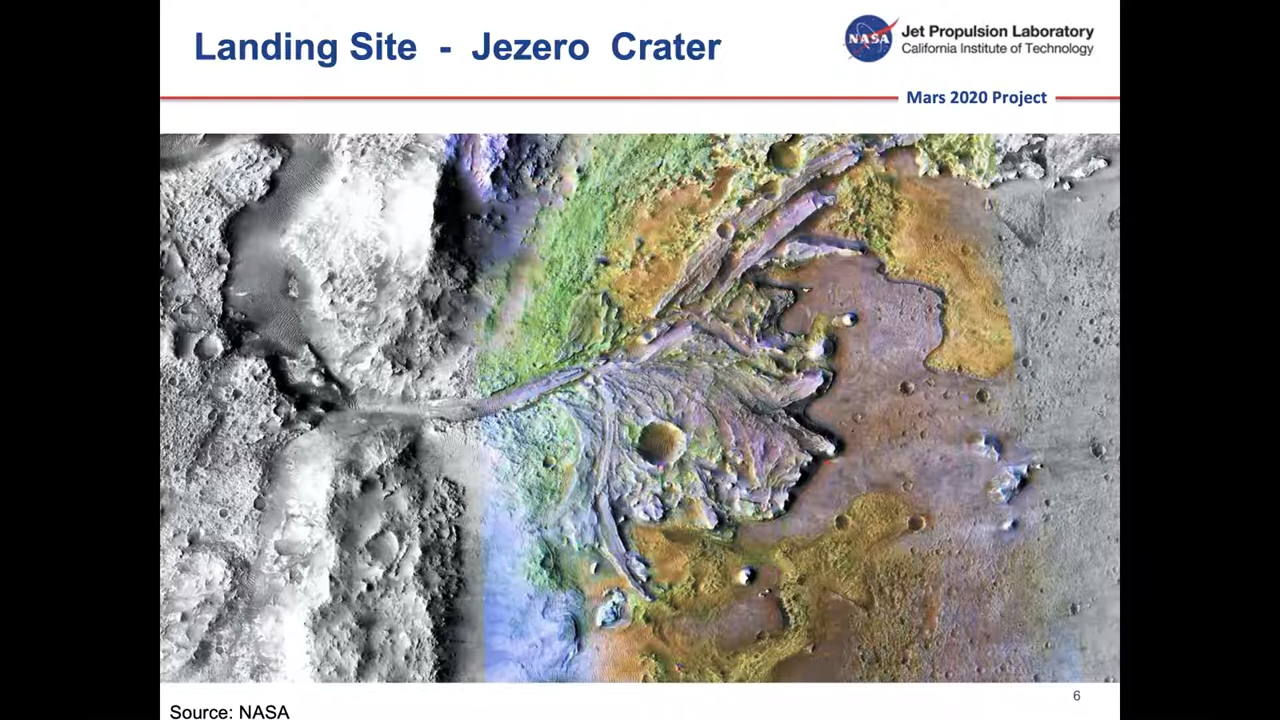 Landing Site - Jezero Crater
NASA
Jet Propulsion Laboratory
California Institute of Technology
Mars 2020 Project
6
Source: NASA